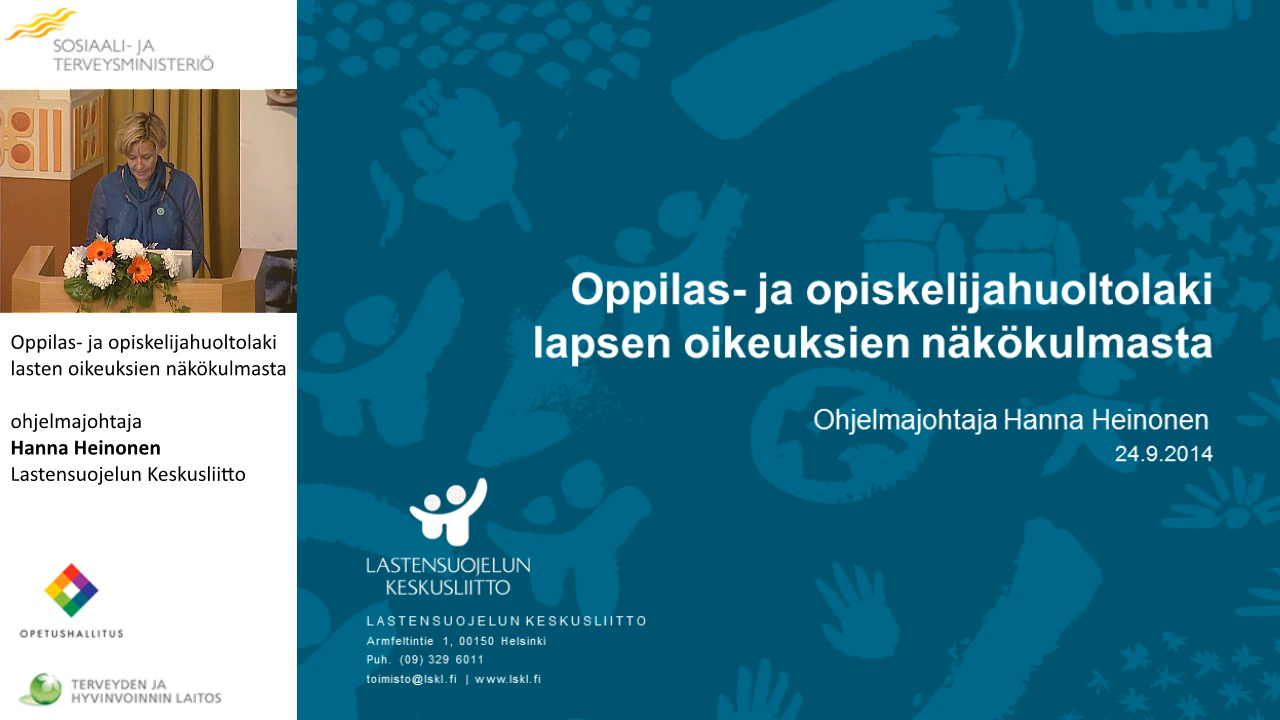 SOSIAALI- JA
TERVEYSMINISTERIÖ
Oppilas- ja opiskelijahuoltolaki
lasten oikeuksien näkökulmasta
ohjelmajohtaja
Hanna Heinonen
Lastensuojelun Keskusliitto
OPETUSHALLITUS
TERVEYDEN JA
HYVINVOINNIN LAITOS
Oppilas- ja opiskelijahuoltolaki
lapsen oikeuksien näkökulmasta
Ohjelmajohtaja Hanna Heinonen
24.9.2014
LASTENSUOJELUN
KESKUSLIITTO
LASTENSUOJELUN KESKUSLIITTO
Armfeltintie 1, 00150 Helsinki
Puh. (09) 329 6011
toimisto@lskl.fi | www.lskl.fi